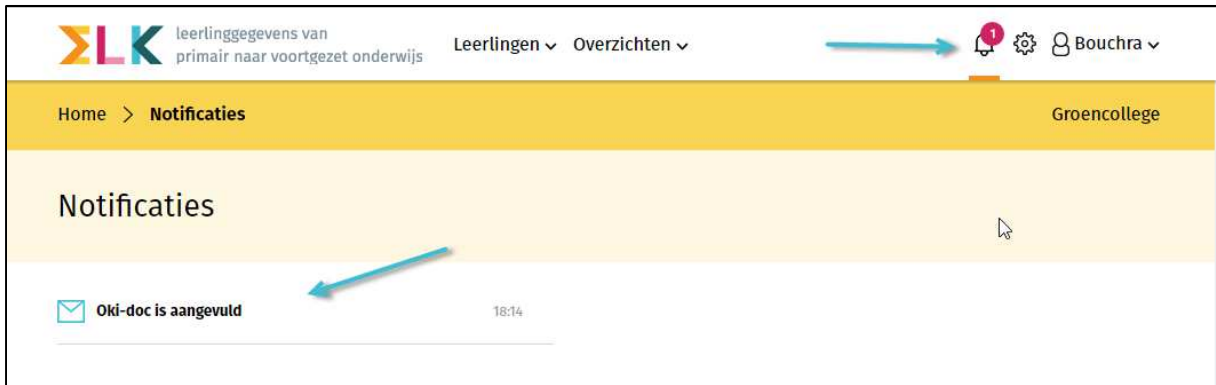 ΣLK leerlinggegevens van
primair naar voortgezet onderwijs
Leerlingen Overzichten 1 Bouchra
Home > Notificaties Groencollege
Notificaties
Oki-doc is aangevuld 18:14